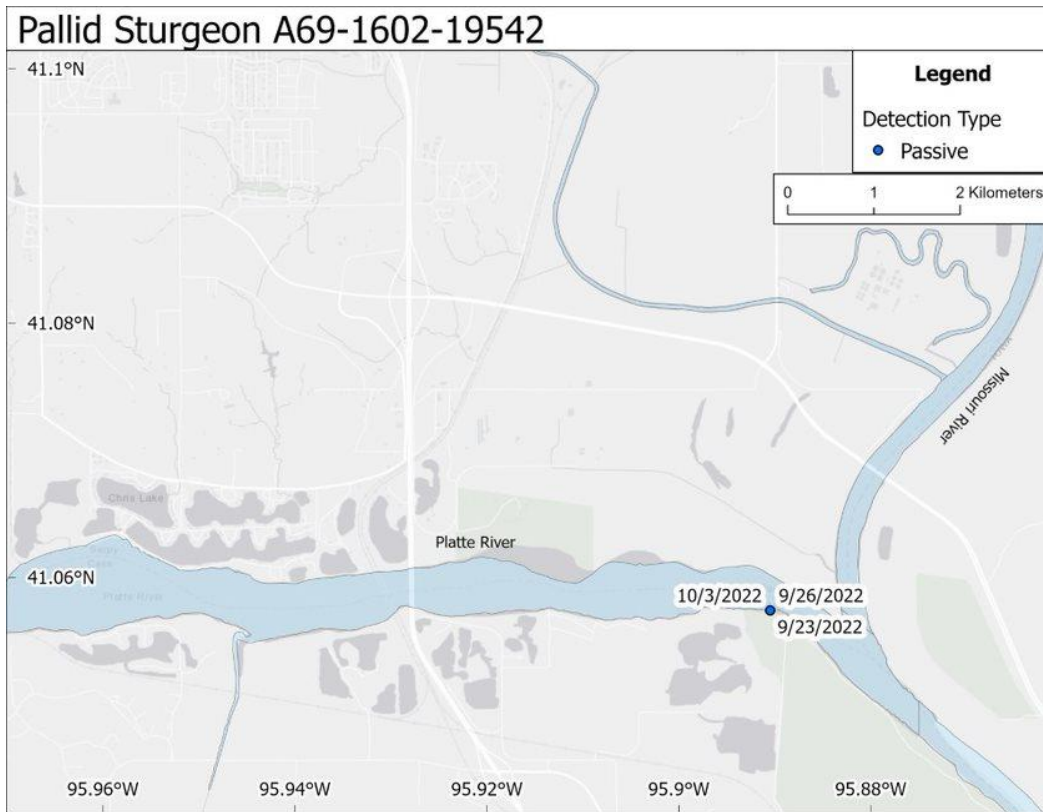 Pallid Sturgeon A69-1602-19542
41.1°N
Legend
Detection Type
Passive
0 1 2 Kilometers
41.08°N
Missouri River
Chris Lake
Platte River
41.06°N
Platte River
10/3/2022 9/26/2022
9/23/2022
95.96°W 95.94°W 95.92°W 95.9°W 95.88°W